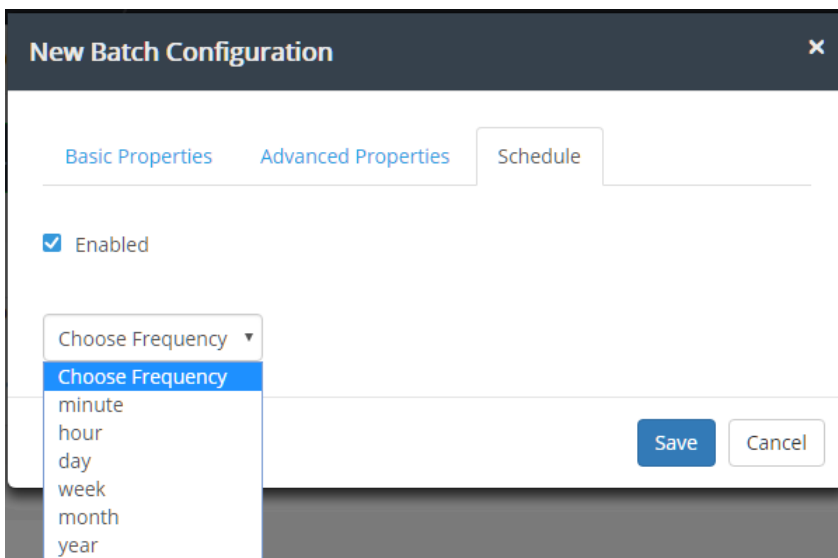 New Batch Configuration ×
Basic Properties Advanced Properties Schedule
Enabled
Choose Frequency
Choose Frequency
minute
hour
day
week
month
year
Save Cancel